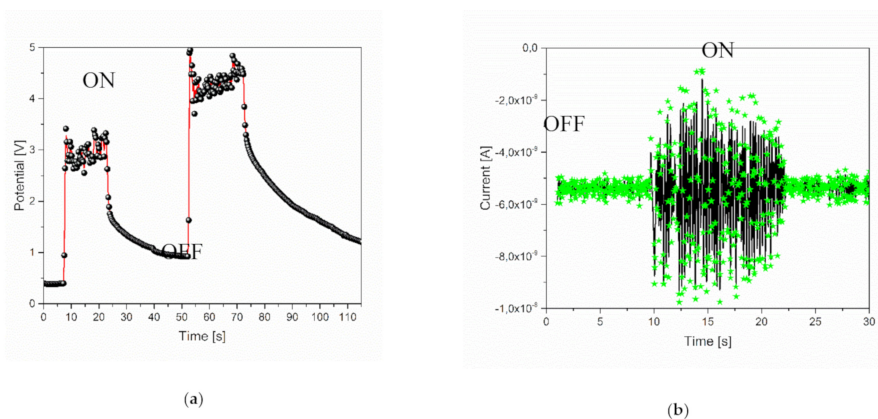 ON
OFF
Potential [V]
5
4
3
2
1
0
0 10 20 30 40 50 60 70 80 90 100 110
Time [s]
(a)
ON
OFF
Current [A]
0,0
-2,0x10⁻⁹
-4,0x10⁻⁹
-6,0x10⁻⁹
-8,0x10⁻⁹
-1,0x10⁻⁸
0 5 10 15 20 25 30
Time [s]
(b)